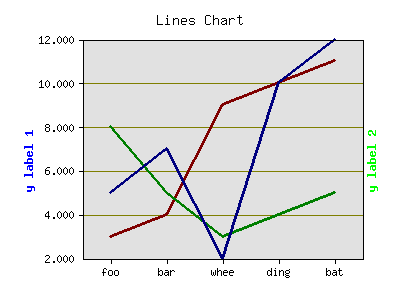 Lines Chart
12.000
10.000
8.000
6.000
4.000
2.000
y label 1
y label 2
foo bar whee ding bat